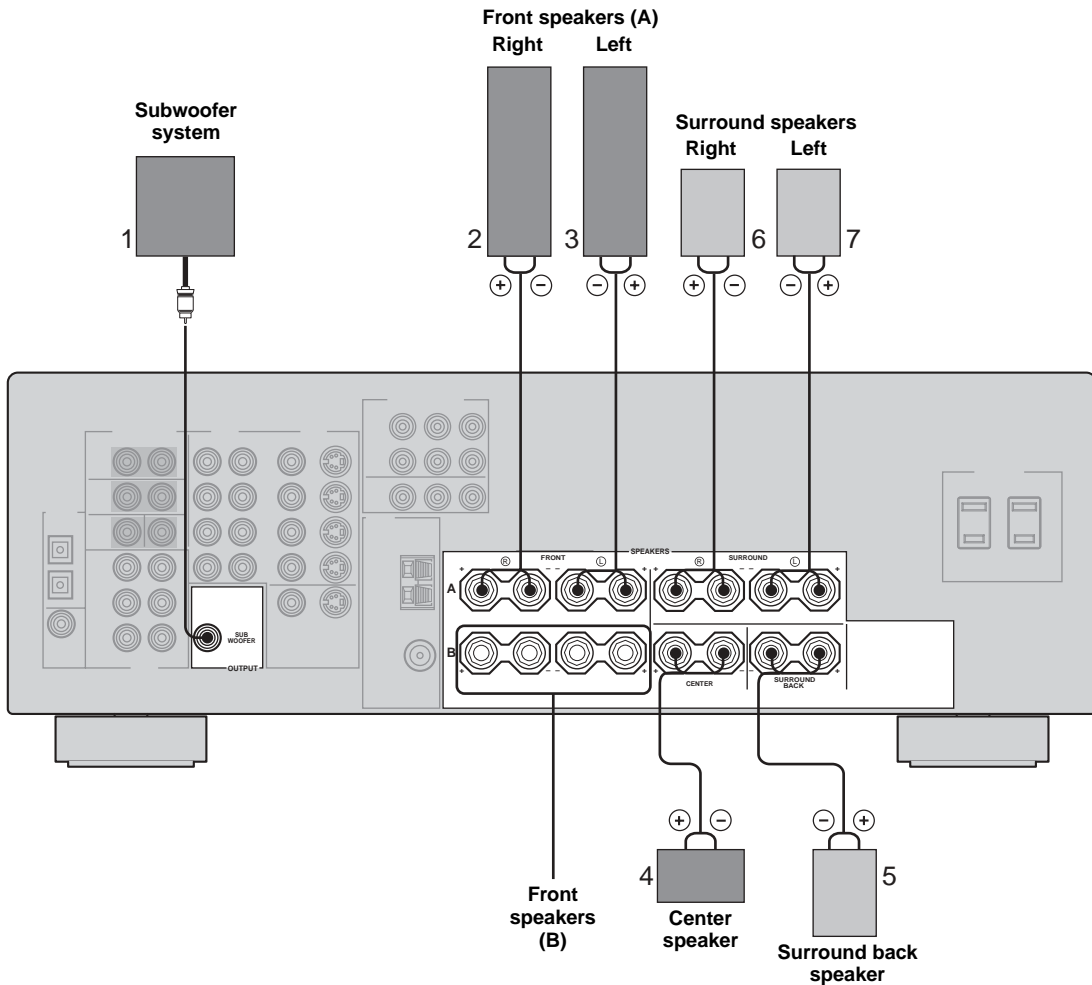 Front speakers (A)
Right Left
Subwoofer
system
Surround speakers
Right Left
1
2
3
6
7
+ − − + + − − +
SPEAKERS
+ R FRONT L + + R SURROUND L +
A
SUB
WOOFER
OUTPUT
B
+ − − + + − − +
CENTER
SURROUND
BACK
+ − − +
4
5
Front
speakers
(B)
Center
speaker
Surround back
speaker